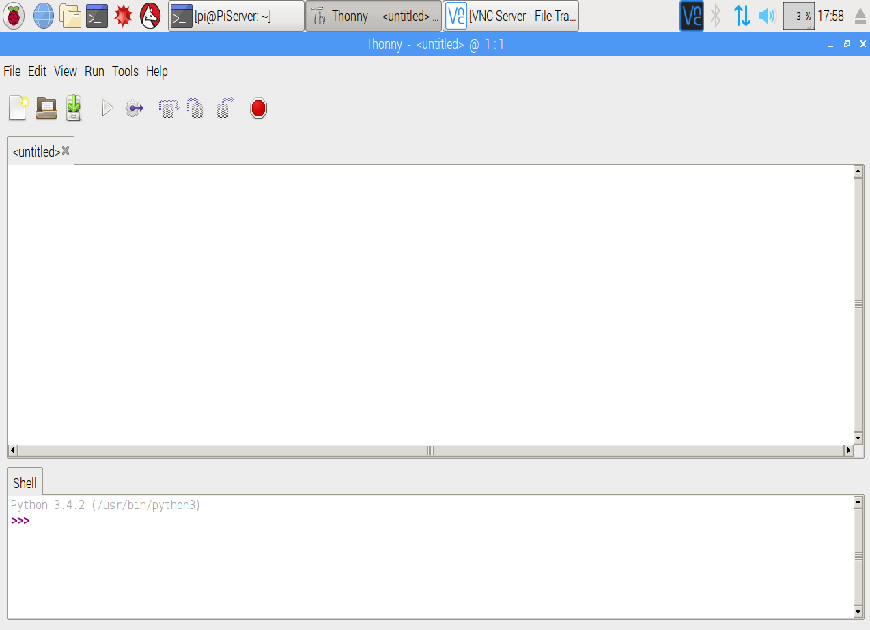 [pi@PiServer: ~] Thonny - <untitled> ... [VNC Server - File Tra... 3 % 17:58
Thonny - <untitled> @ 1:1
File Edit View Run Tools Help
<untitled>
Shell
Python 3.4.2 (/usr/bin/python3)
>>>